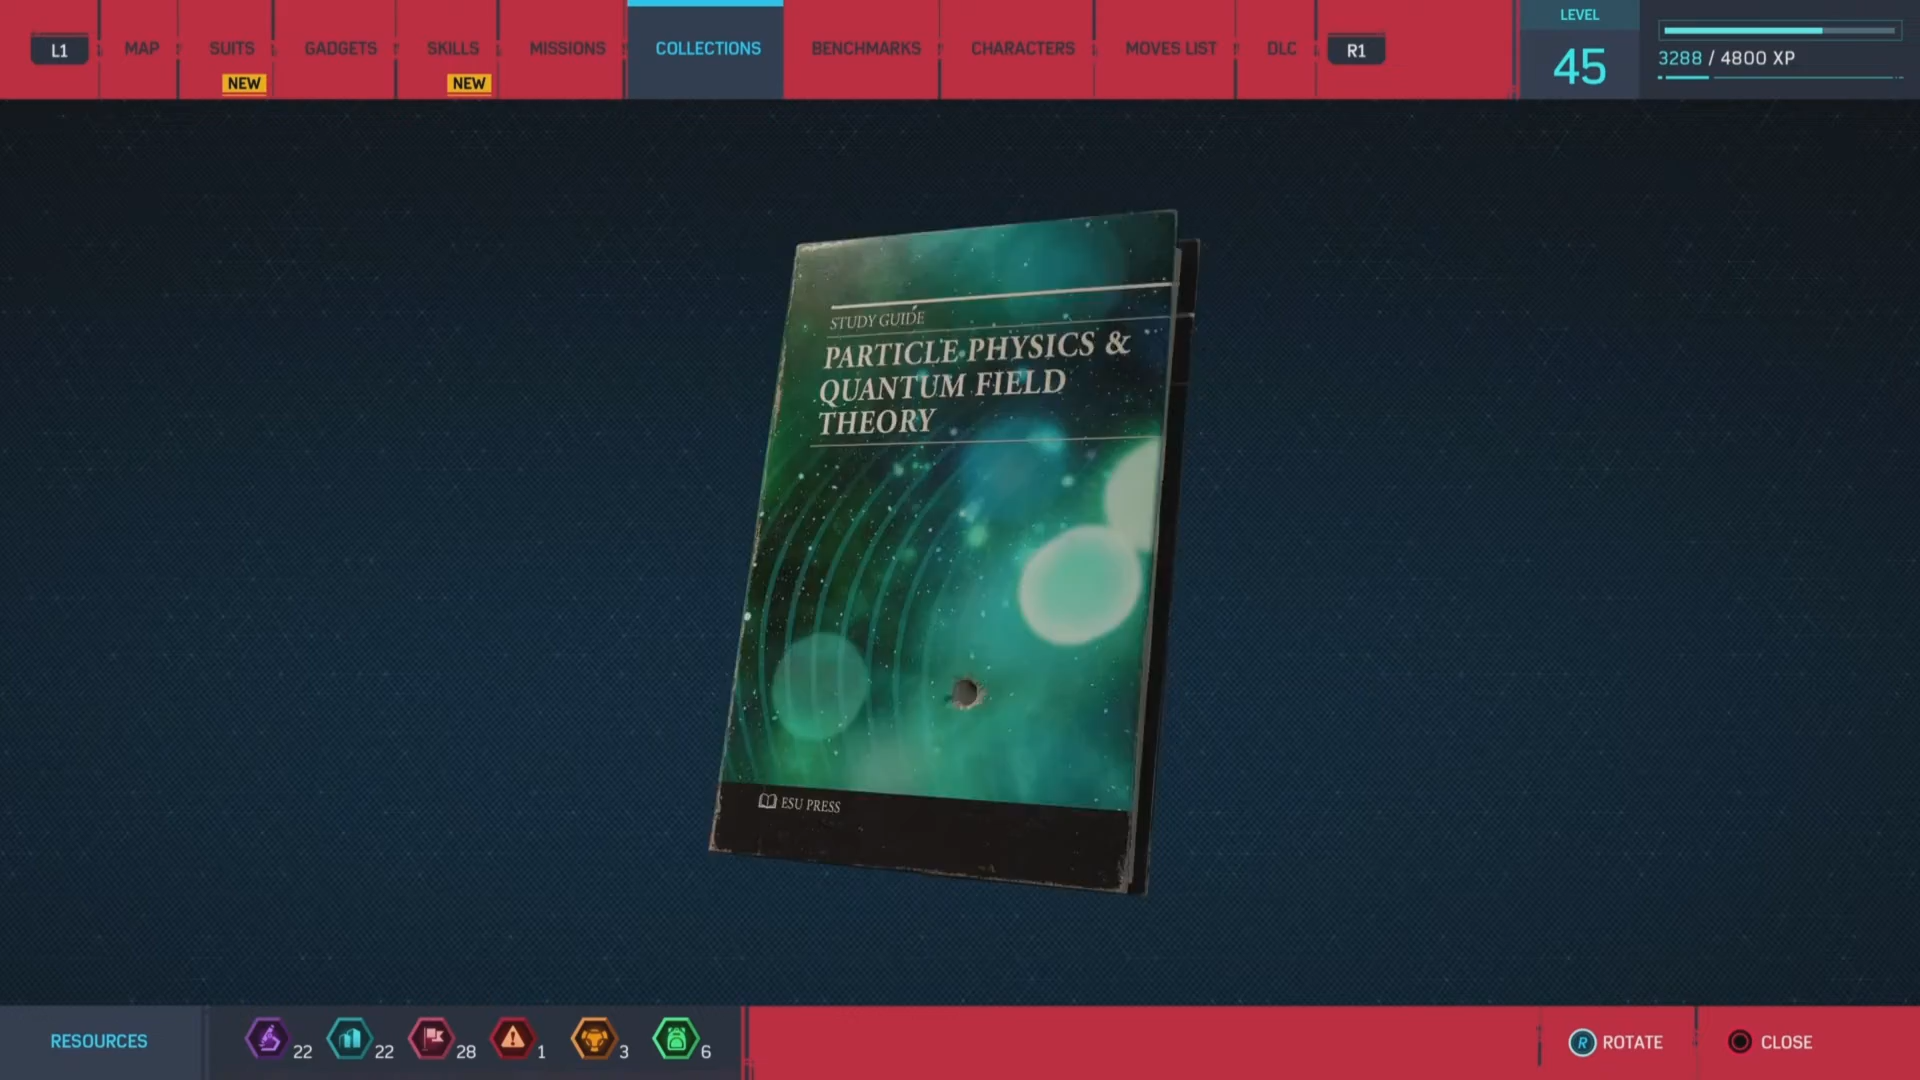 L1 MAP SUITS GADGETS SKILLS MISSIONS COLLECTIONS BENCHMARKS CHARACTERS MOVES LIST DLC R1
NEW NEW
LEVEL
45
3288 / 4800 XP
STUDY GUIDE
PARTICLE PHYSICS &
QUANTUM FIELD
THEORY
ESU PRESS
RESOURCES 22 22 28 1 3 6 R ROTATE CLOSE